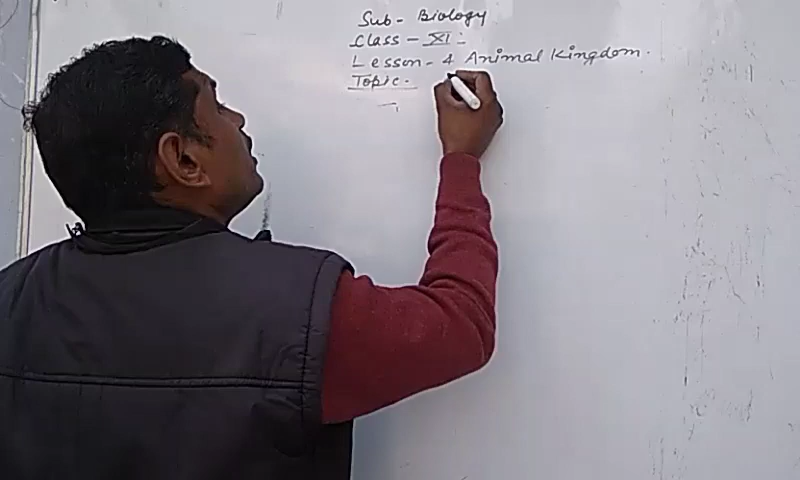 Sub- Biology
Class - XI :-
Lesson - 4 Animal Kingdom.
Topic.